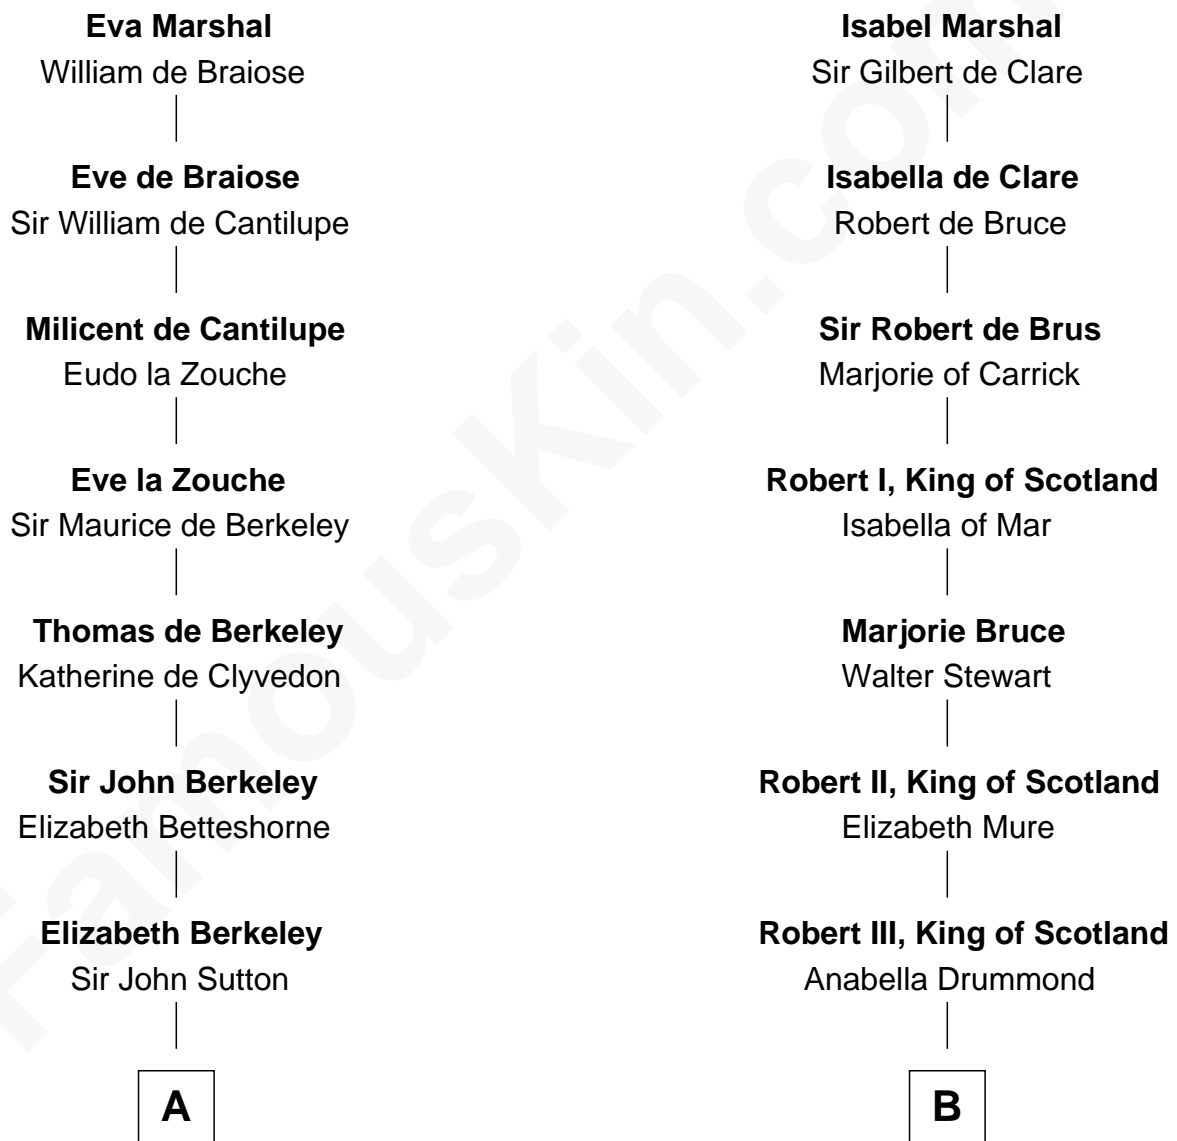 Eva Marshal
William de Braiose
Eve de Braiose
Sir William de Cantilupe
Milicent de Cantilupe
Eudo la Zouche
Eve la Zouche
Sir Maurice de Berkeley
Thomas de Berkeley
Katherine de Clyvedon
Sir John Berkeley
Elizabeth Betteshorne
Elizabeth Berkeley
Sir John Sutton
A
Isabel Marshal
Sir Gilbert de Clare
Isabella de Clare
Robert de Bruce
Sir Robert de Brus
Marjorie of Carrick
Robert I, King of Scotland
Isabella of Mar
Marjorie Bruce
Walter Stewart
Robert II, King of Scotland
Elizabeth Mure
Robert III, King of Scotland
Anabella Drummond
B
FamousKin.com